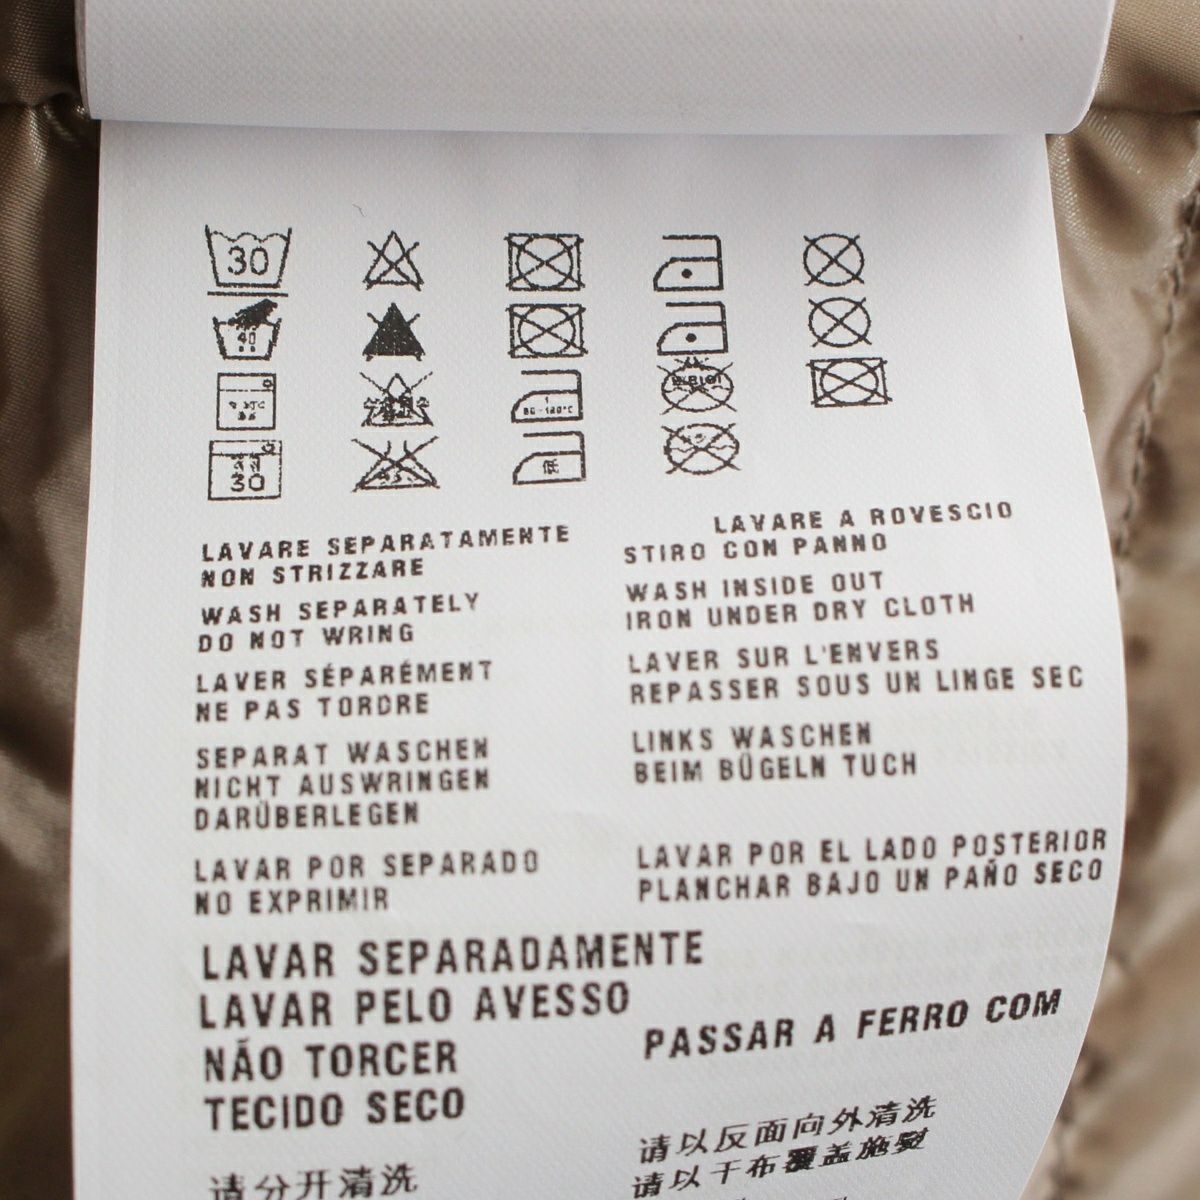 30
40
30
低
LAVARE SEPARATAMENTE
NON STRIZZARE
WASH SEPARATELY
DO NOT WRING
LAVER SÉPARÉMENT
NE PAS TORDRE
SEPARAT WASCHEN
NICHT AUSWRINGEN
DARÜBERLEGEN
LAVAR POR SEPARADO
NO EXPRIMIR
LAVARE A ROVESCIO
STIRO CON PANNO
WASH INSIDE OUT
IRON UNDER DRY CLOTH
LAVER SUR L'ENVERS
REPASSER SOUS UN LINGE SEC
LINKS WASCHEN
BEIM BÜGELN TUCH
LAVAR POR EL LADO POSTERIOR
PLANCHAR BAJO UN PAÑO SECO
LAVAR SEPARADAMENTE
LAVAR PELO AVESSO
NÃO TORCER
TECIDO SECO
PASSAR A FERRO COM
请分开清洗
请以反面向外清洗
请以干布覆盖施熨